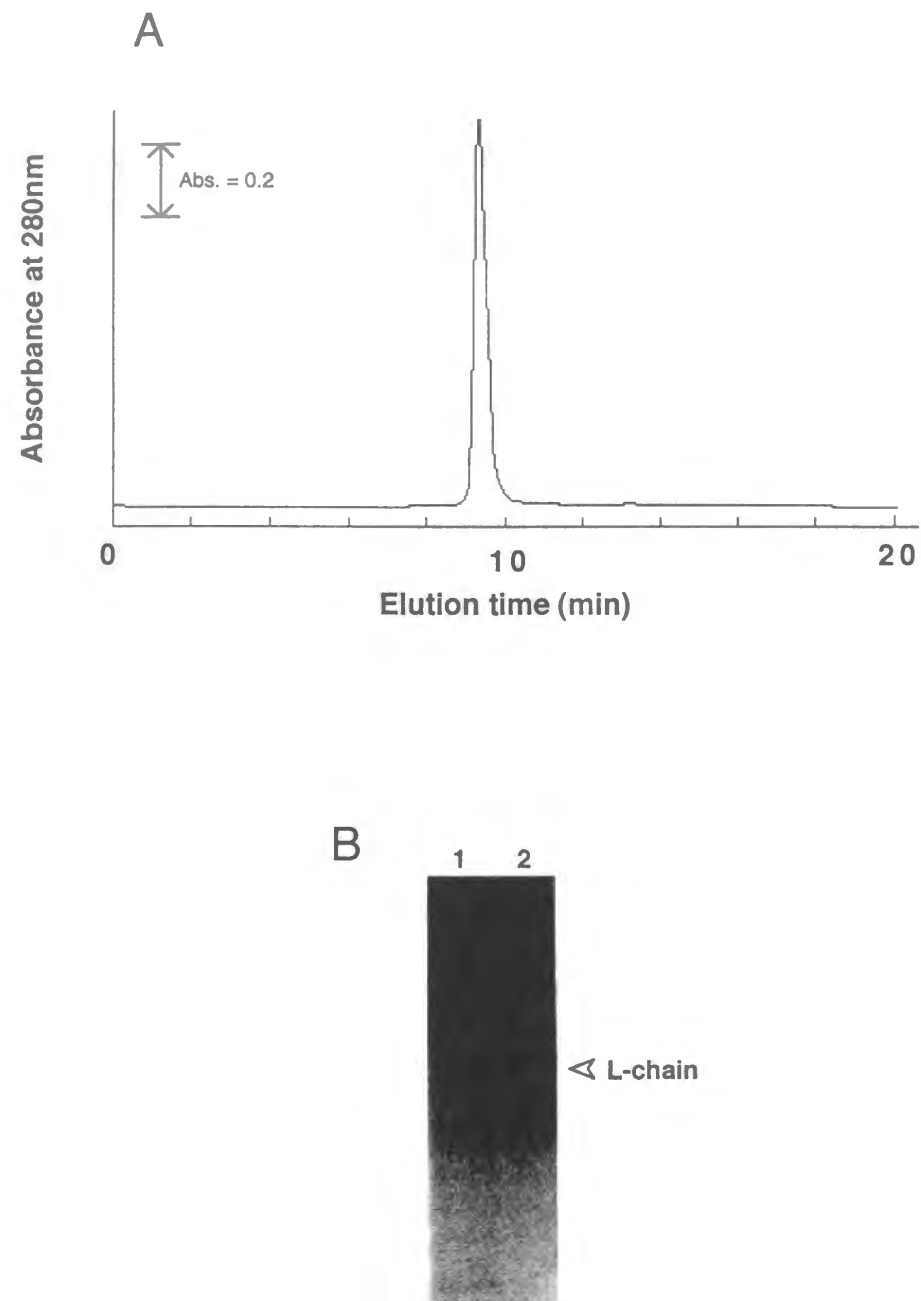 A
Absorbance at 280nm
Abs. = 0.2
0 10 20
Elution time (min)
B
1 2
L-chain